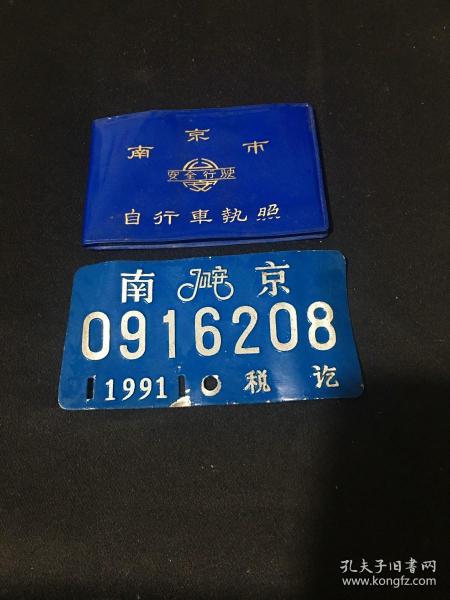 南京市
安全行驶
自行車執照
南 京
0916208
1991 税讫
孔夫子旧书网
www.kongfz.com